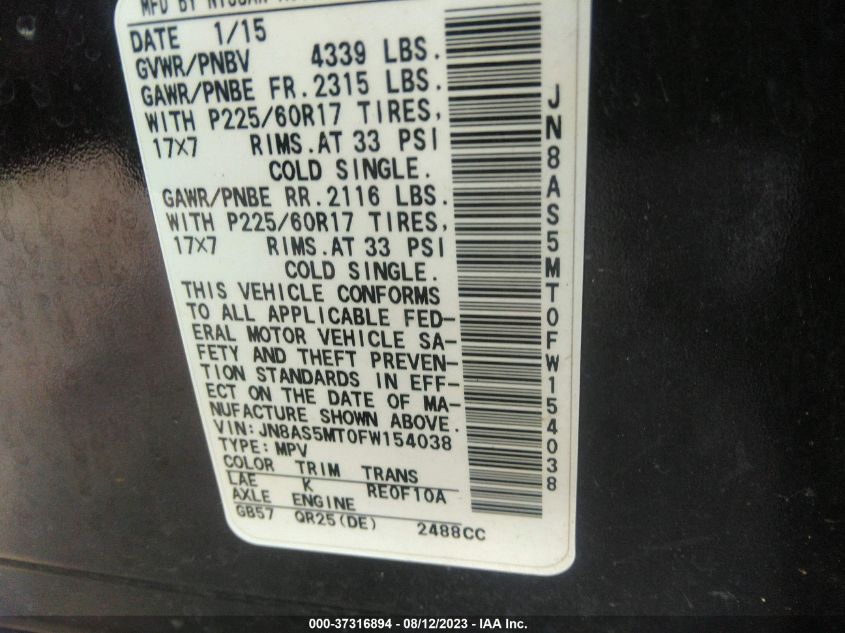 MFD BY NISSAN
DATE 1/15
GVWR/PNBV 4339 LBS.
GAWR/PNBE FR.2315 LBS.
WITH P225/60R17 TIRES,
17X7 RIMS.AT 33 PSI
COLD SINGLE.
GAWR/PNBE RR.2116 LBS.
WITH P225/60R17 TIRES,
17X7 RIMS.AT 33 PSI
COLD SINGLE.
THIS VEHICLE CONFORMS
TO ALL APPLICABLE FED-
ERAL MOTOR VEHICLE SA-
FETY AND THEFT PREVEN-
TION STANDARDS IN EFF-
ECT ON THE DATE OF MA-
NUFACTURE SHOWN ABOVE.
VIN:JN8AS5MT0FW154038
TYPE:MPV
COLOR TRIM TRANS
LAE K RE0F10A
AXLE ENGINE
GB57 QR25(DE) 2488CC
JN8AS5MT0FW154038
000-37316894 - 08/12/2023 - IAA Inc.